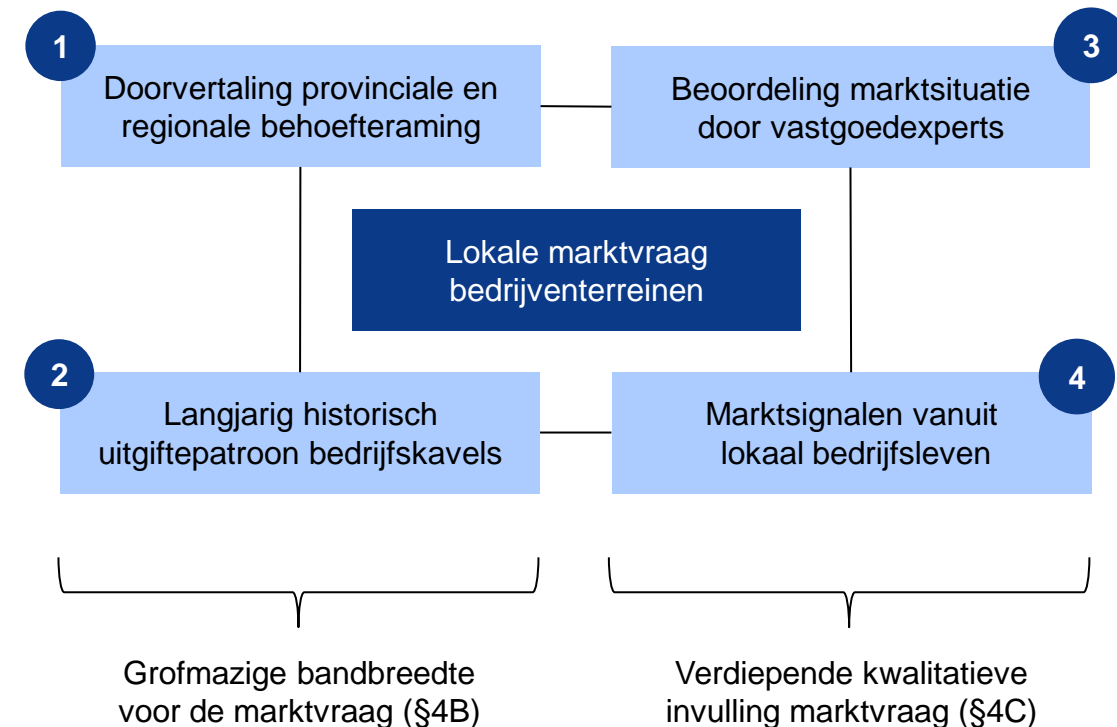 1
Doorvertaling provinciale en
regionale behoefteraming
3
Beoordeling marktsituatie
door vastgoedexperts
Lokale marktvraag
bedrijventerreinen
2
Langjarig historisch
uitgiftepatroon bedrijfskavels
4
Marktsignalen vanuit
lokaal bedrijfsleven
Grofmazige bandbreedte
voor de marktvraag (§4B)
Verdiepende kwalitatieve
invulling marktvraag (§4C)